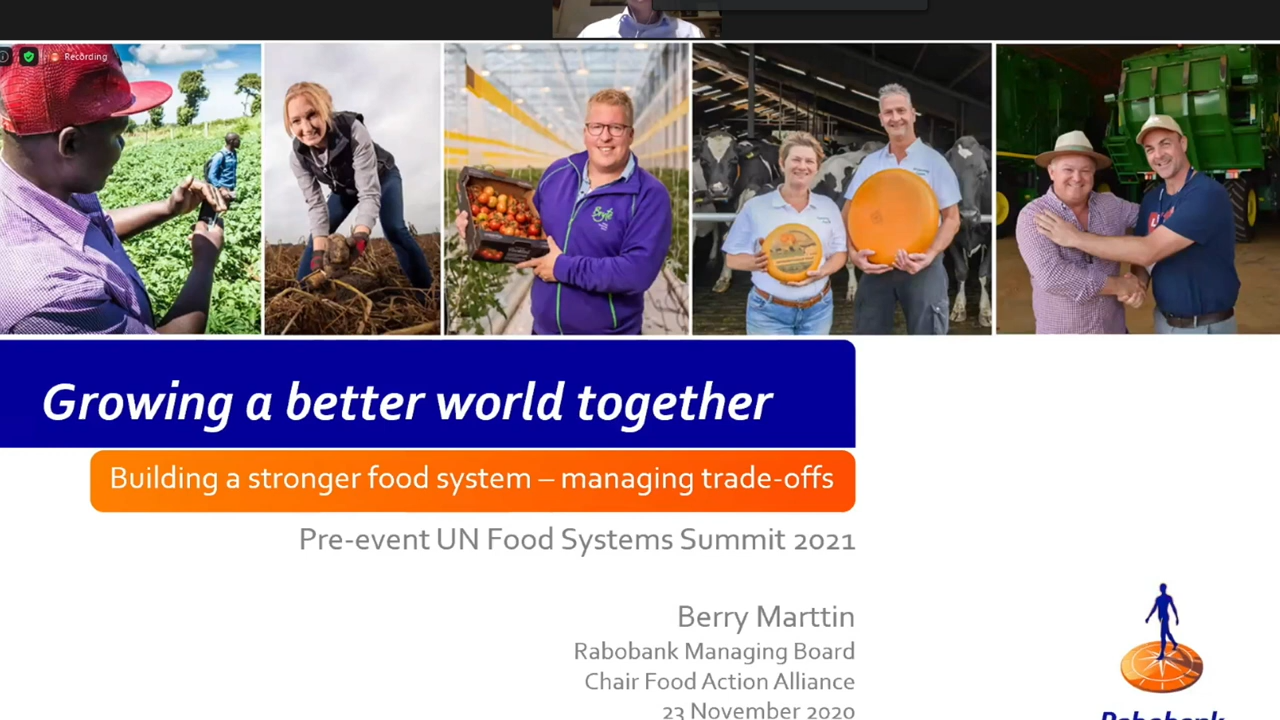 Recording
Growing a better world together
Building a stronger food system – managing trade-offs
Pre-event UN Food Systems Summit 2021
Berry Marttin
Rabobank Managing Board
Chair Food Action Alliance
23 November 2020
Rabobank